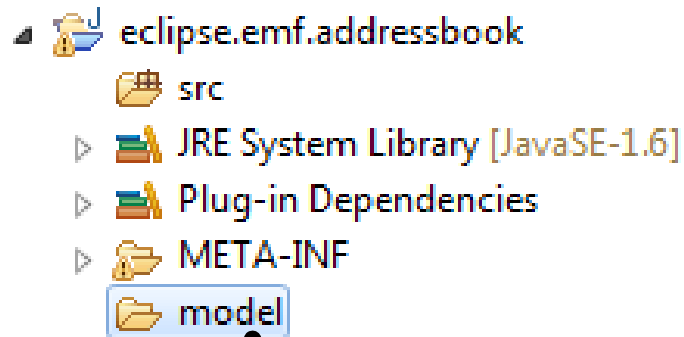 eclipse.emf.addressbook
src
JRE System Library [JavaSE-1.6]
Plug-in Dependencies
META-INF
model